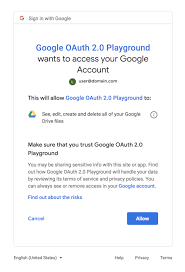 Sign in with Google
Google OAuth 2.0 Playground
wants to access your Google
Account
user@domain.com
This will allow Google OAuth 2.0 Playground to:
See, edit, create and delete all of your Google
Drive files
Make sure that you trust Google OAuth 2.0
Playground
You may be sharing sensitive info with this site or app. Find
out how Google OAuth 2.0 Playground will handle your data
by reviewing its terms of service and privacy policies. You
can always see or remove access in your Google account.
Find out about the risks
Cancel
Allow
English (United States)
Help
Privacy
Terms